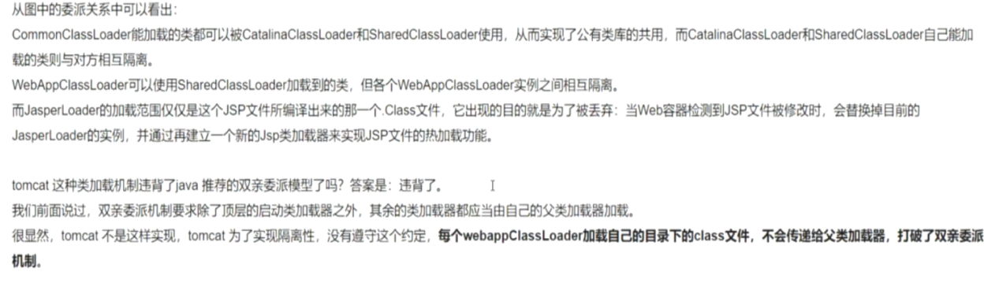 从图中的委派关系中可以看出：
CommonClassLoader能加载的类都可以被CatalinaClassLoader和SharedClassLoader使用，从而实现了公有类库的共用，而CatalinaClassLoader和SharedClassLoader自己能加
载的类则与对方相互隔离。
WebAppClassLoader可以使用SharedClassLoader加载到的类，但各个WebAppClassLoader实例之间相互隔离。
而JasperLoader的加载范围仅仅是这个JSP文件所编译出来的那一个.Class文件，它出现的目的就是为了被丢弃：当Web容器检测到JSP文件被修改时，会替换掉目前的
JasperLoader的实例，并通过再建立一个新的Jsp类加载器来实现JSP文件的热加载功能。
tomcat 这种类加载机制违背了java 推荐的双亲委派模型了吗？答案是：违背了。
我们前面说过，双亲委派机制要求除了顶层的启动类加载器之外，其余的类加载器都应当由自己的父类加载器加载。
很显然，tomcat 不是这样实现，tomcat 为了实现隔离性，没有遵守这个约定，每个webappClassLoader加载自己的目录下的class文件，不会传递给父类加载器，打破了双亲委派
机制。